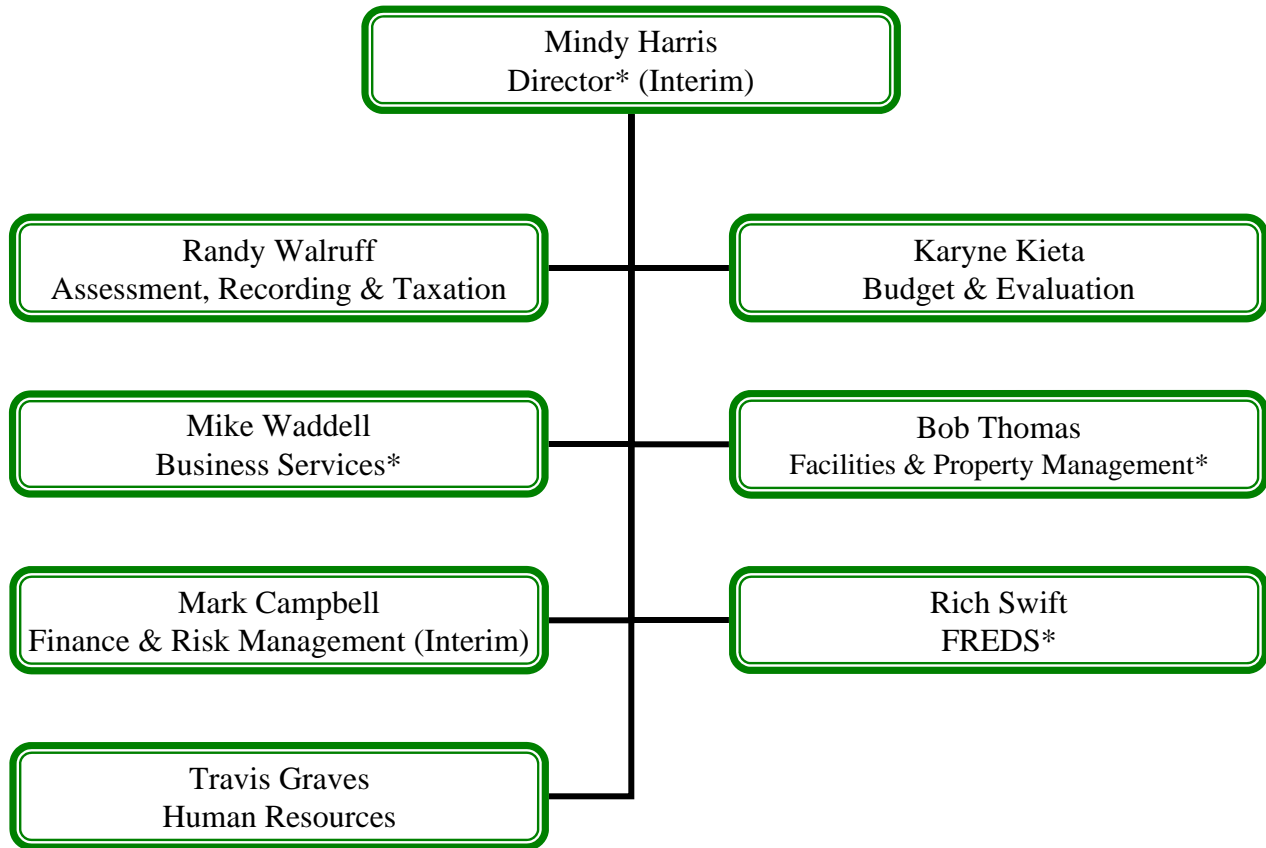 Mindy Harris
Director* (Interim)
Randy Walruff
Assessment, Recording & Taxation
Karyne Kieta
Budget & Evaluation
Mike Waddell
Business Services*
Bob Thomas
Facilities & Property Management*
Mark Campbell
Finance & Risk Management (Interim)
Rich Swift
FREDS*
Travis Graves
Human Resources